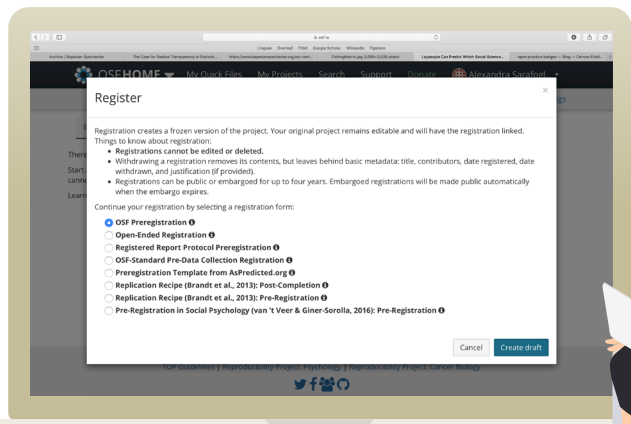 osf.io
Lingues Overleaf Fitbit Google Scholar Wikipedia Figshare
Archive | Bayesian Spectacles The Case for Radical Transparency in Statistic... Laypeople Can Predict Which Social Science...
OSFHOME My Quick Files My Projects Search Support Donate Alexandra Sarafogl
Register
×
Registration creates a frozen version of the project. Your original project remains editable and will have the registration linked.
Things to know about registration:
• Registrations cannot be edited or deleted.
• Withdrawing a registration removes its contents, but leaves behind basic metadata: title, contributors, date registered, date
withdrawn, and justification (if provided).
• Registrations can be public or embargoed for up to four years. Embargoed registrations will be made public automatically
when the embargo expires.
Continue your registration by selecting a registration form:
OSF Preregistration
Open-Ended Registration
Registered Report Protocol Preregistration
OSF-Standard Pre-Data Collection Registration
Preregistration Template from AsPredicted.org
Replication Recipe (Brandt et al., 2013): Post-Completion
Replication Recipe (Brandt et al., 2013): Pre-Registration
Pre-Registration in Social Psychology (van 't Veer & Giner-Sorolla, 2016): Pre-Registration
Cancel Create draft
TOP Guidelines | Reproducibility Project: Psychology | Reproducibility Project: Cancer Biology